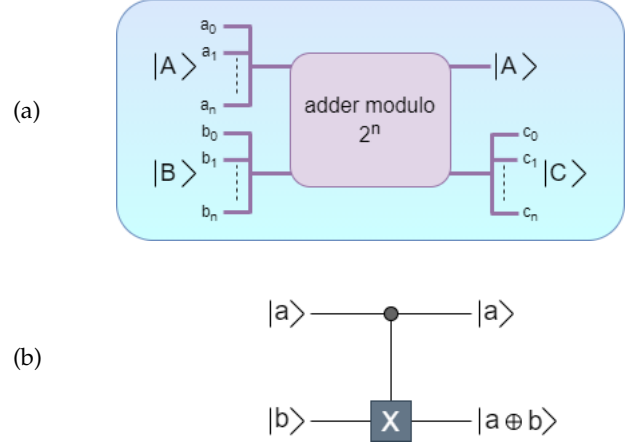 (a)
|A⟩ a₀ a₁ aₙ
adder modulo
2ⁿ
|A⟩
|B⟩ b₀ b₁ bₙ
c₀ c₁ cₙ |C⟩
(b)
|a⟩ |a⟩
|b⟩ X |a ⊕ b⟩